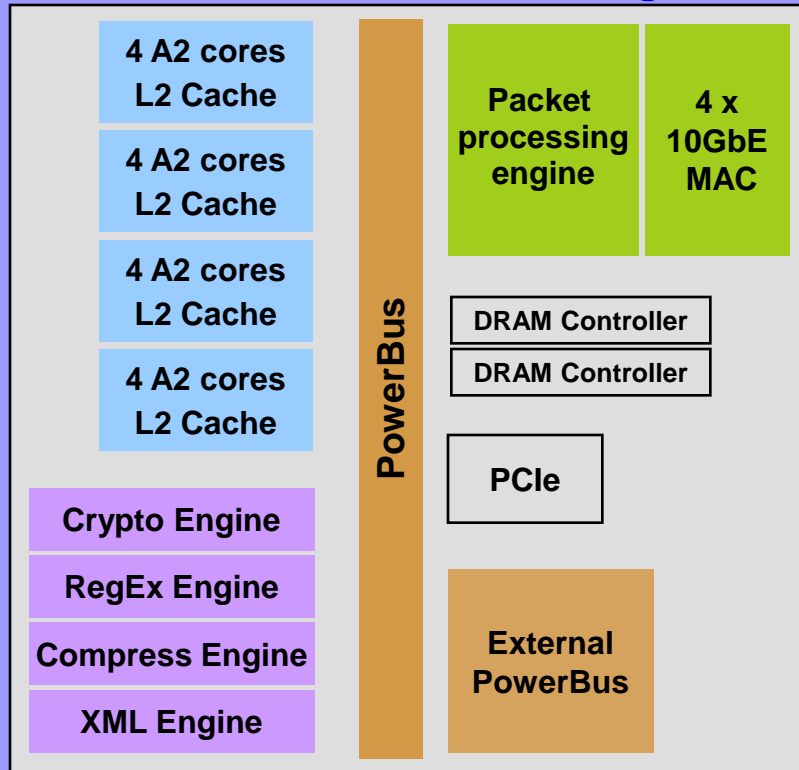 4 A2 cores
L2 Cache
4 A2 cores
L2 Cache
4 A2 cores
L2 Cache
4 A2 cores
L2 Cache
Crypto Engine
RegEx Engine
Compress Engine
XML Engine
PowerBus
Packet
processing
engine
4 x
10GbE
MAC
DRAM Controller
DRAM Controller
PCIe
External
PowerBus